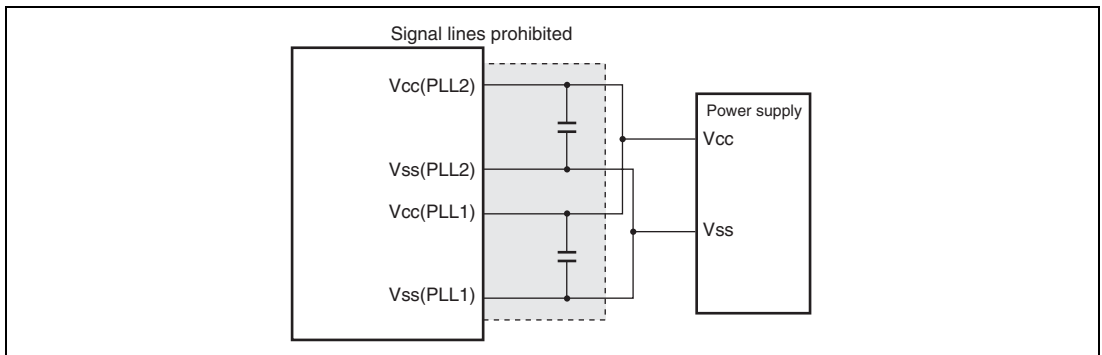 Signal lines prohibited
Vcc(PLL2)
Vss(PLL2)
Vcc(PLL1)
Vss(PLL1)
Power supply
Vcc
Vss